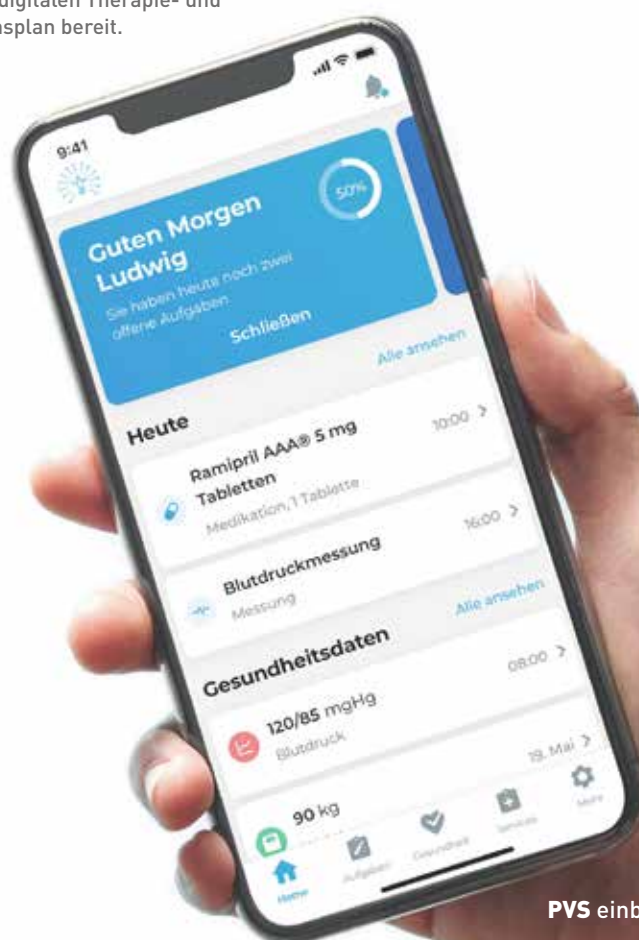 digitalen Therapie- und
splan bereit.
9:41
Guten Morgen
Ludwig
50%
Sie haben heute noch zwei
offene Aufgaben
Schließen
Heute
Alle ansehen
Ramipril AAA® 5 mg
Tabletten
10:00
Medikation, 1 Tablette
Blutdruckmessung
16:00
Messung
Gesundheitsdaten
Alle ansehen
120/85 mgHg
08:00
Blutdruck
90 kg
19. Mai
Home
Aufgaben
Gesundheit
Services
Mehr
PVS einb